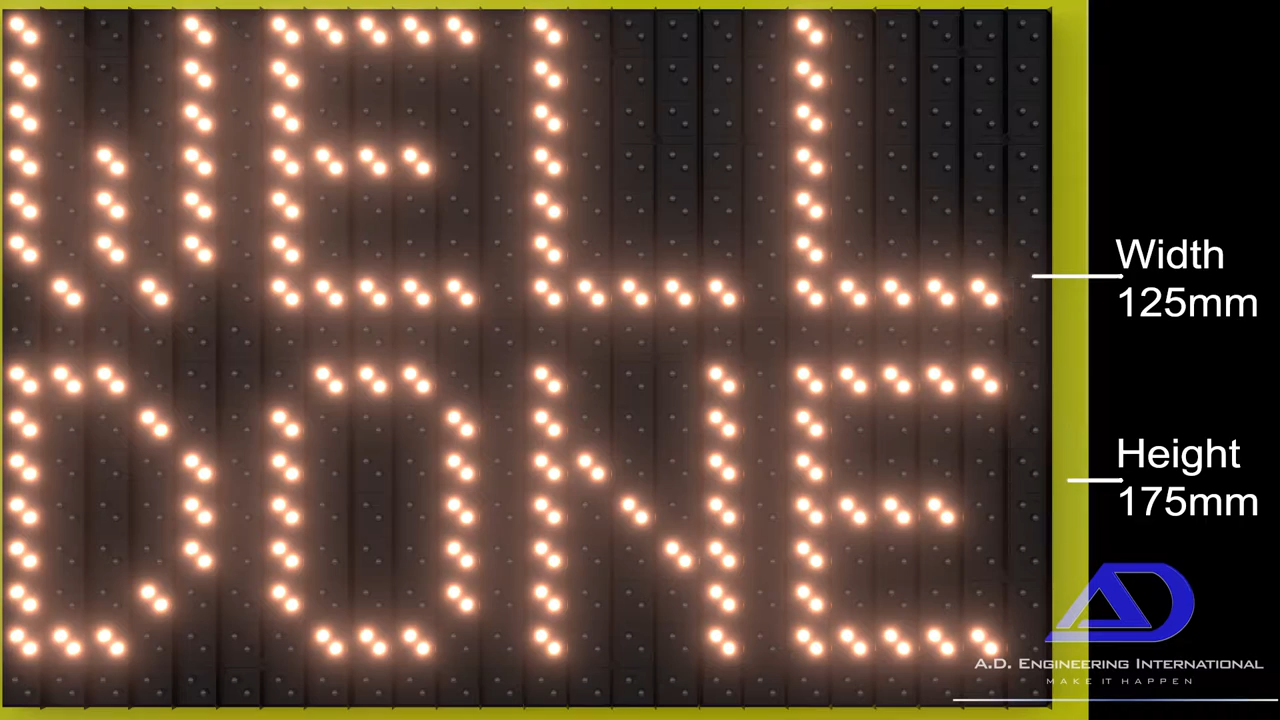 WELL
DONE
Width
125mm
Height
175mm
A.D. ENGINEERING INTERNATIONAL
MAKE IT HAPPEN